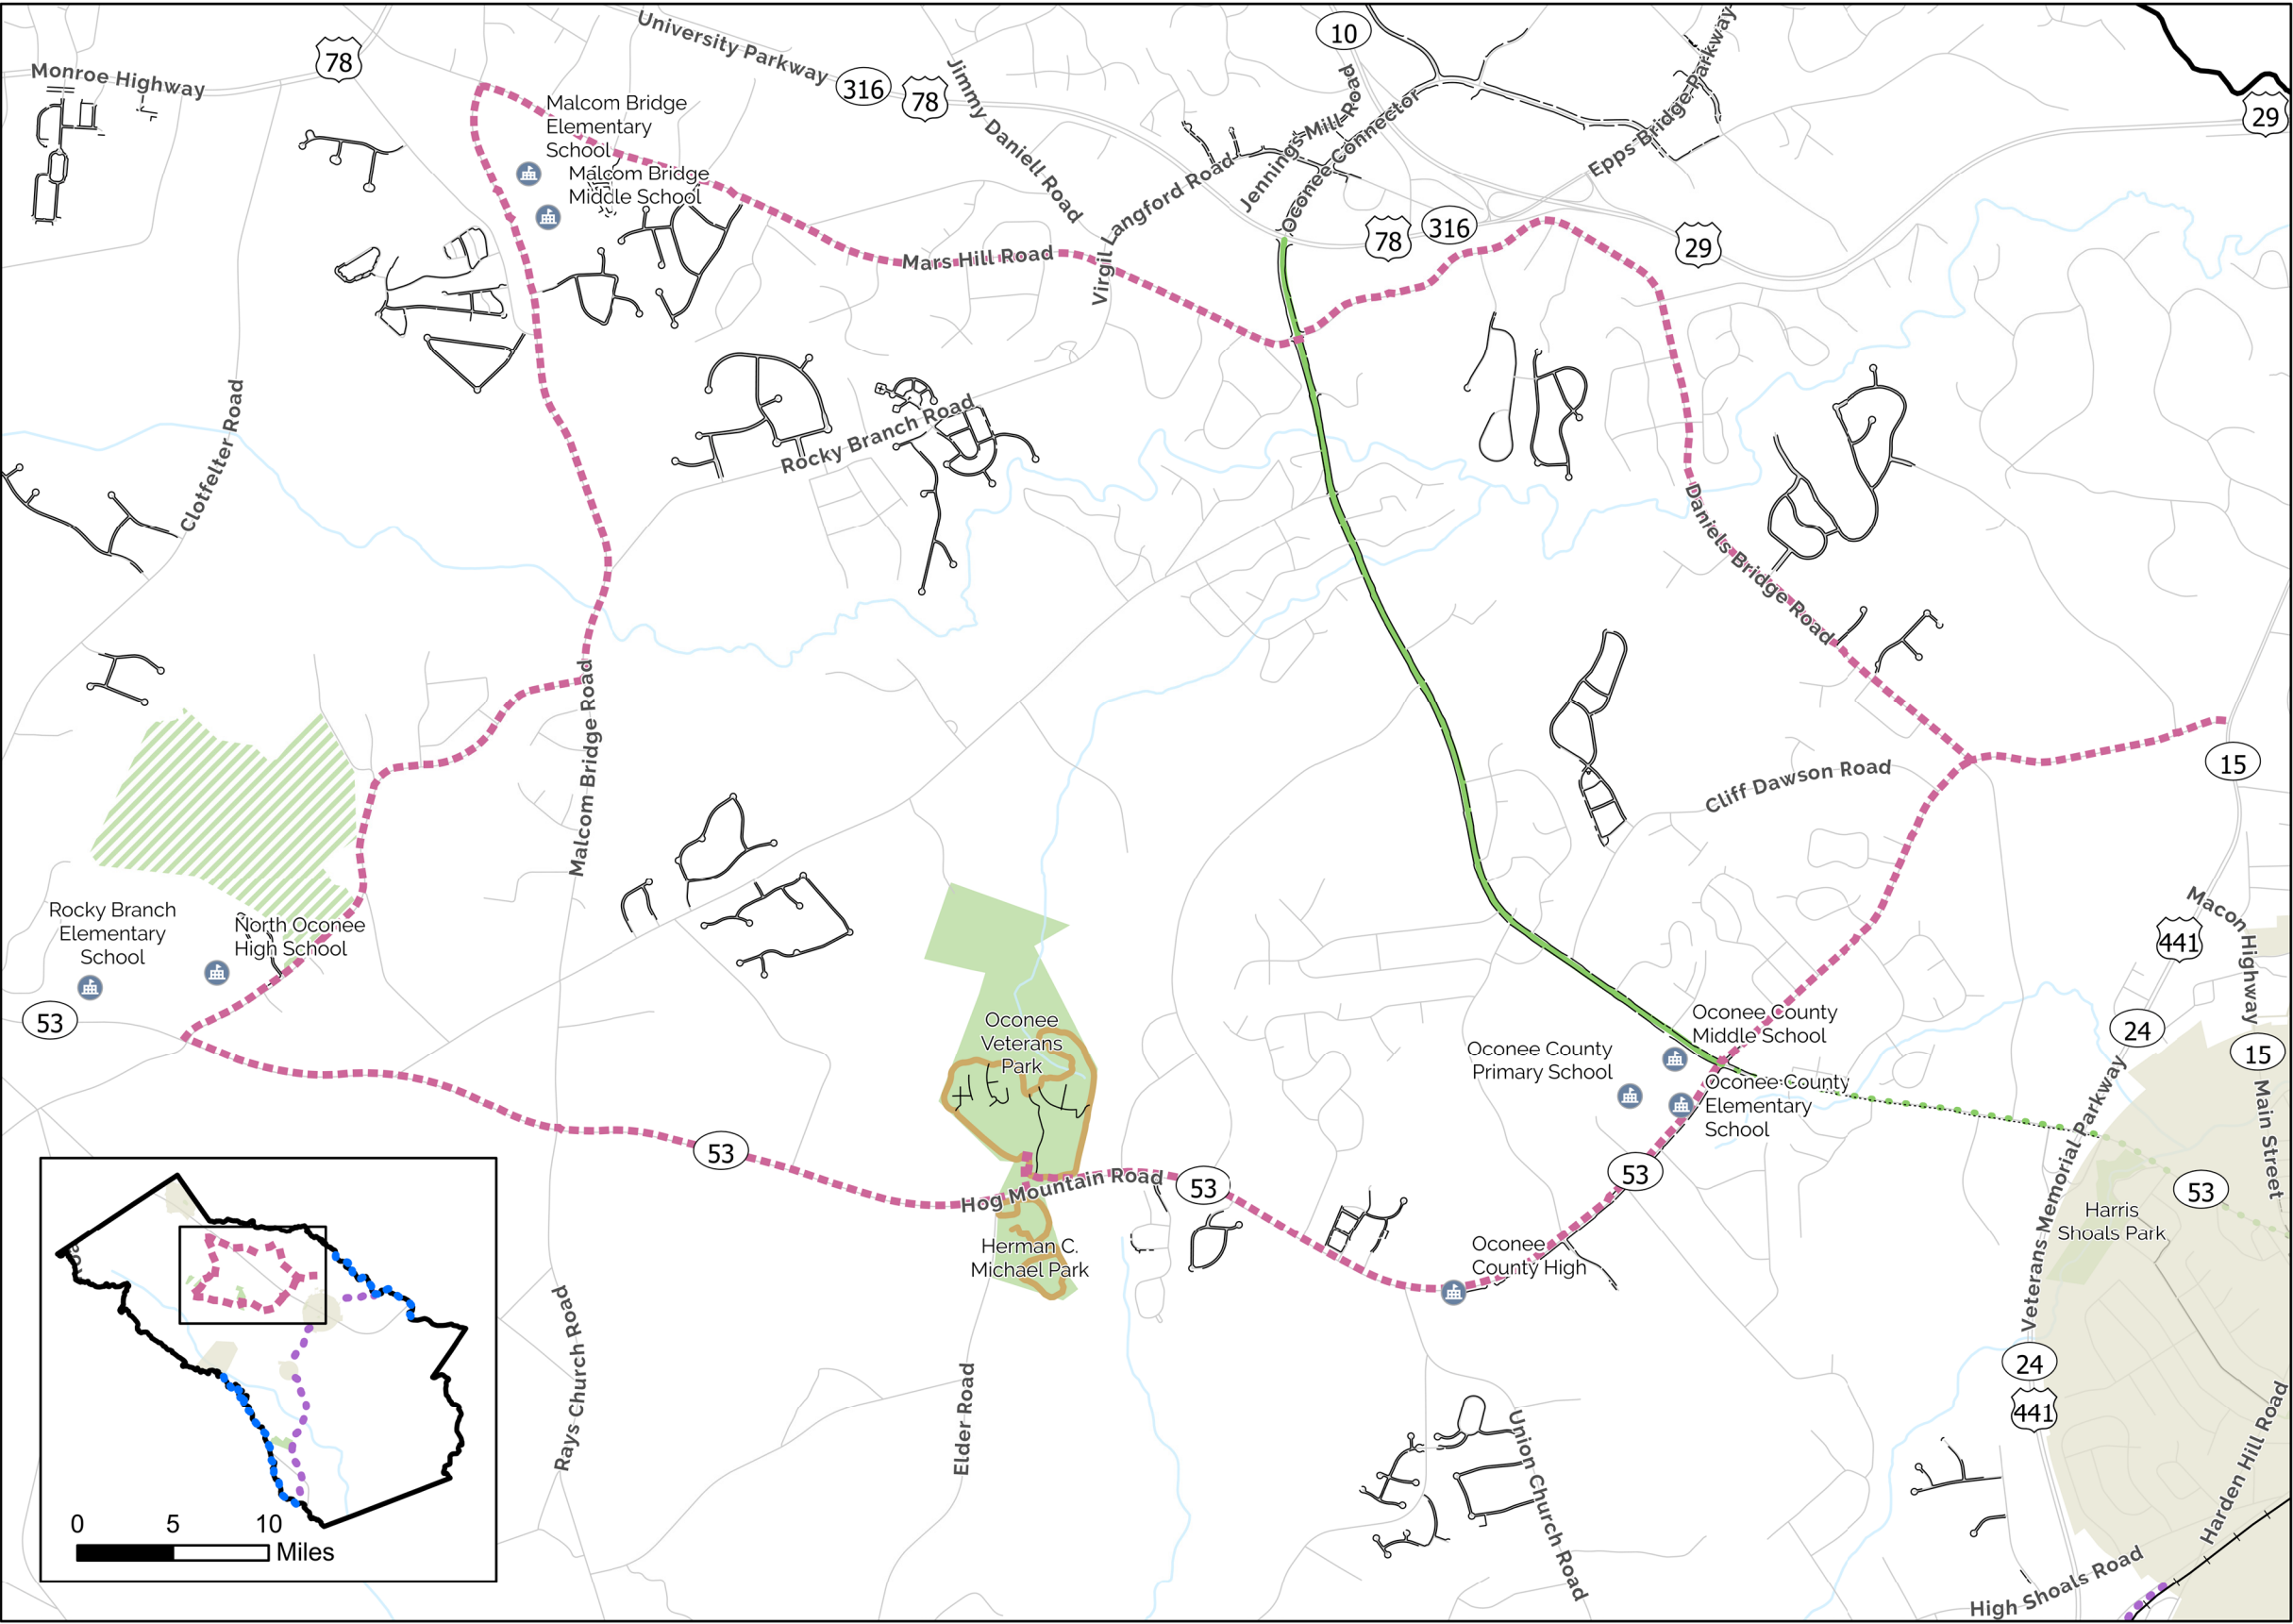 University Parkway
10
Monroe Highway
78
316
78
Jimmy Daniell Road
Jennings Mill Road
Oconee Connector
Epps Bridge Parkway
29
Malcom Bridge
Elementary
School
Malcom Bridge
Middle School
Virgil Langford Road
Mars Hill Road
78
316
29
Clotfelter Road
Rocky Branch Road
Daniels Bridge Road
Malcom Bridge Road
Cliff Dawson Road
15
Rocky Branch
Elementary
School
North Oconee
High School
53
Macon Highway
441
24
15
Oconee
Veterans
Park
Oconee County
Middle School
Oconee County
Primary School
Oconee County
Elementary
School
53
Hog Mountain Road
53
53
53
Main Street
Veterans Memorial Parkway
Harris
Shoals Park
Herman C.
Michael Park
Oconee
County High
Rays Church Road
Elder Road
Union Church Road
24
441
Harden Hill Road
High Shoals Road
0 5 10
Miles